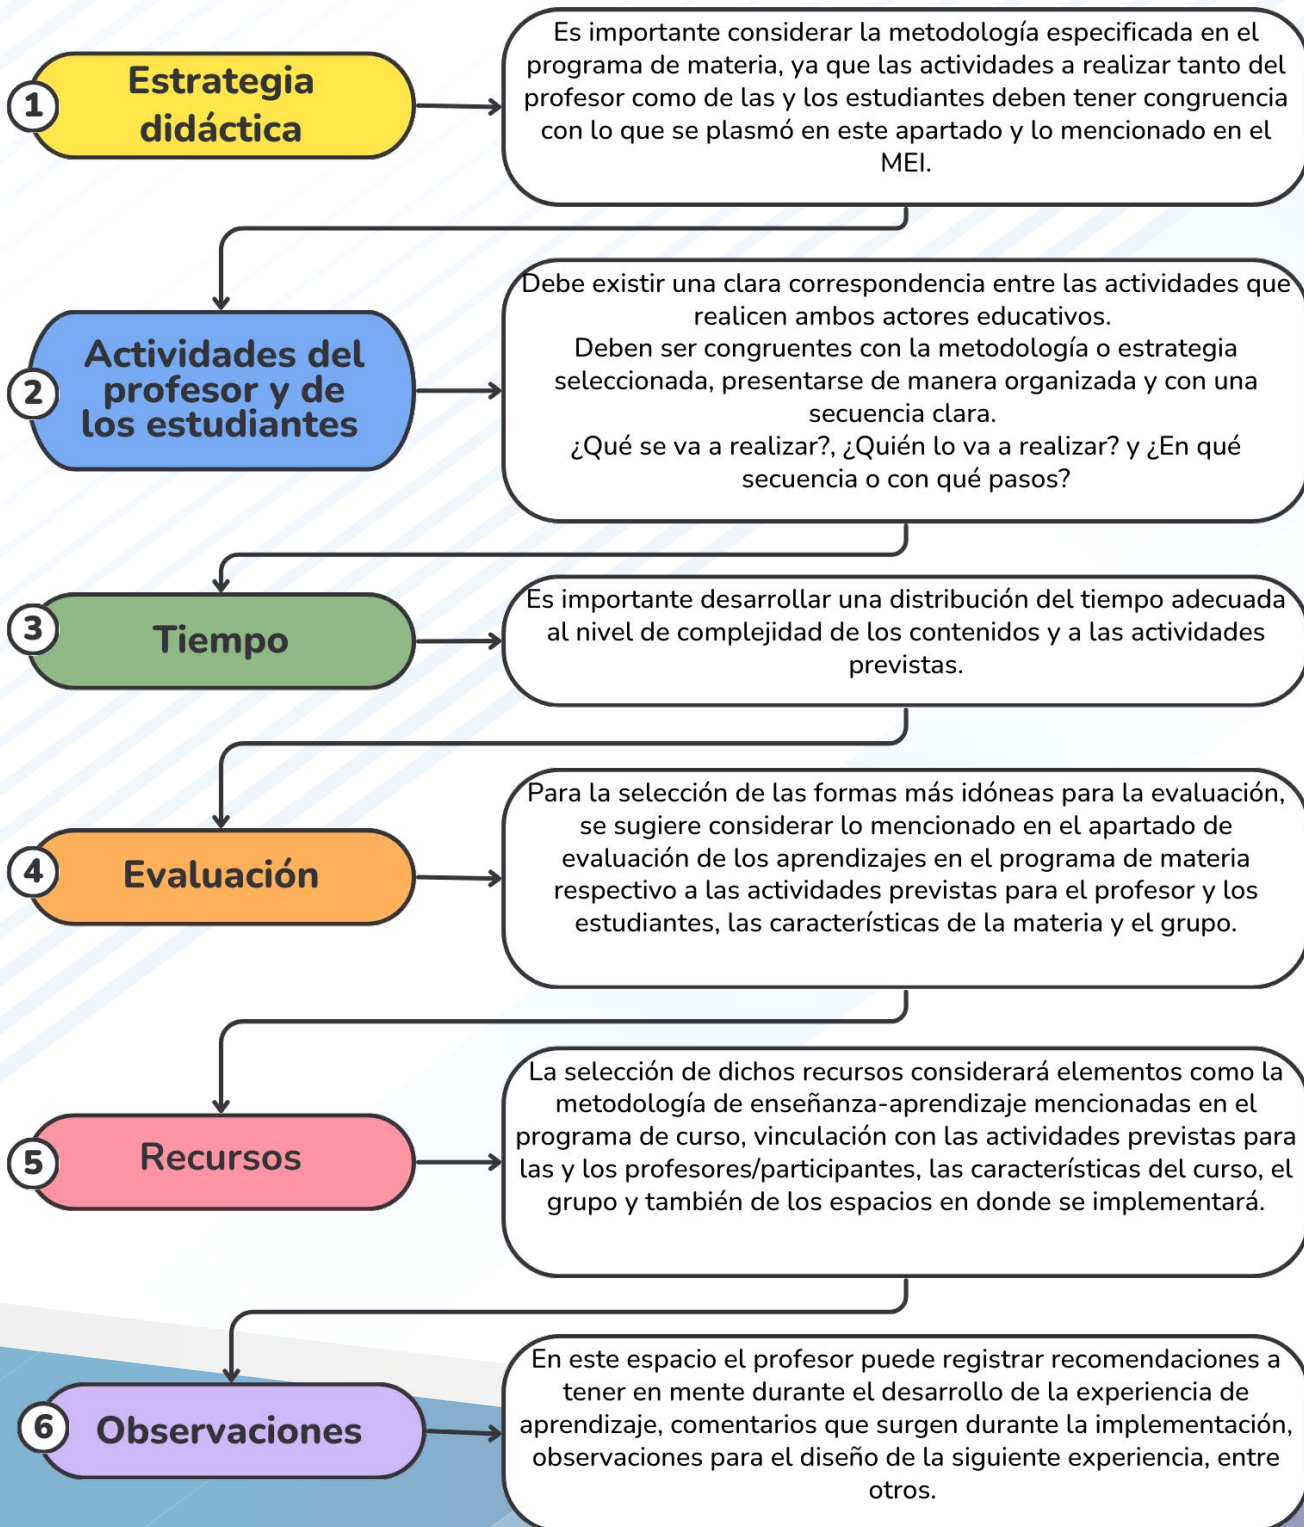 1
Estrategia
didáctica
Es importante considerar la metodología especificada en el
programa de materia, ya que las actividades a realizar tanto del
profesor como de las y los estudiantes deben tener congruencia
con lo que se plasmó en este apartado y lo mencionado en el
MEI.
2
Actividades del
profesor y de
los estudiantes
Debe existir una clara correspondencia entre las actividades que
realicen ambos actores educativos.
Deben ser congruentes con la metodología o estrategia
seleccionada, presentarse de manera organizada y con una
secuencia clara.
¿Qué se va a realizar?, ¿Quién lo va a realizar? y ¿En qué
secuencia o con qué pasos?
3
Tiempo
Es importante desarrollar una distribución del tiempo adecuada
al nivel de complejidad de los contenidos y a las actividades
previstas.
4
Evaluación
Para la selección de las formas más idóneas para la evaluación,
se sugiere considerar lo mencionado en el apartado de
evaluación de los aprendizajes en el programa de materia
respectivo a las actividades previstas para el profesor y los
estudiantes, las características de la materia y el grupo.
5
Recursos
La selección de dichos recursos considerará elementos como la
metodología de enseñanza-aprendizaje mencionadas en el
programa de curso, vinculación con las actividades previstas para
las y los profesores/participantes, las características del curso, el
grupo y también de los espacios en donde se implementará.
6
Observaciones
En este espacio el profesor puede registrar recomendaciones a
tener en mente durante el desarrollo de la experiencia de
aprendizaje, comentarios que surgen durante la implementación,
observaciones para el diseño de la siguiente experiencia, entre
otros.